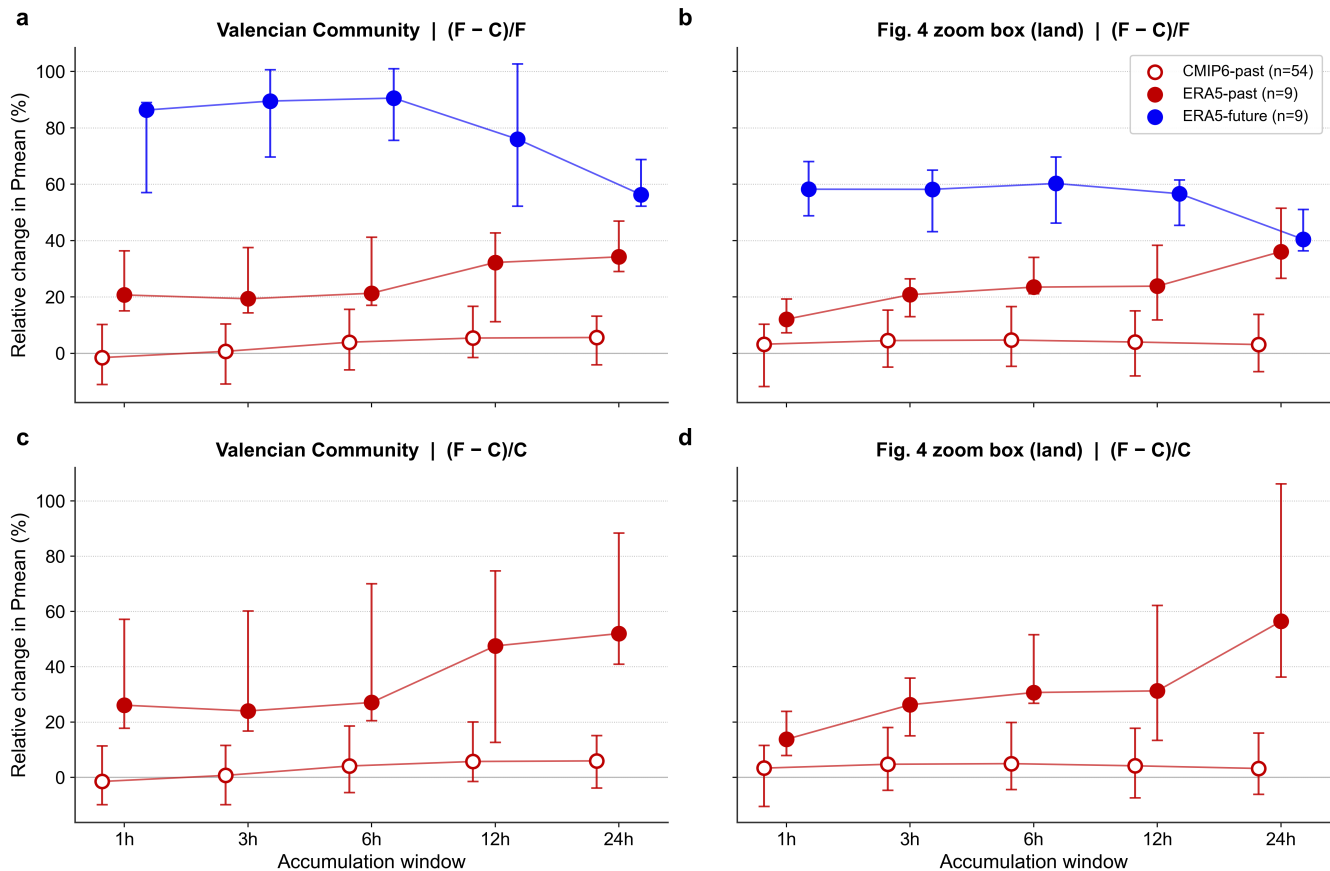 a
Valencian Community | (F − C)/F
Relative change in Pmean (%)
100
80
60
40
20
0
b
Fig. 4 zoom box (land) | (F − C)/F
CMIP6-past (n=54)
ERA5-past (n=9)
ERA5-future (n=9)
c
Valencian Community | (F − C)/C
Relative change in Pmean (%)
100
80
60
40
20
0
1h 3h 6h 12h 24h
Accumulation window
d
Fig. 4 zoom box (land) | (F − C)/C
1h 3h 6h 12h 24h
Accumulation window